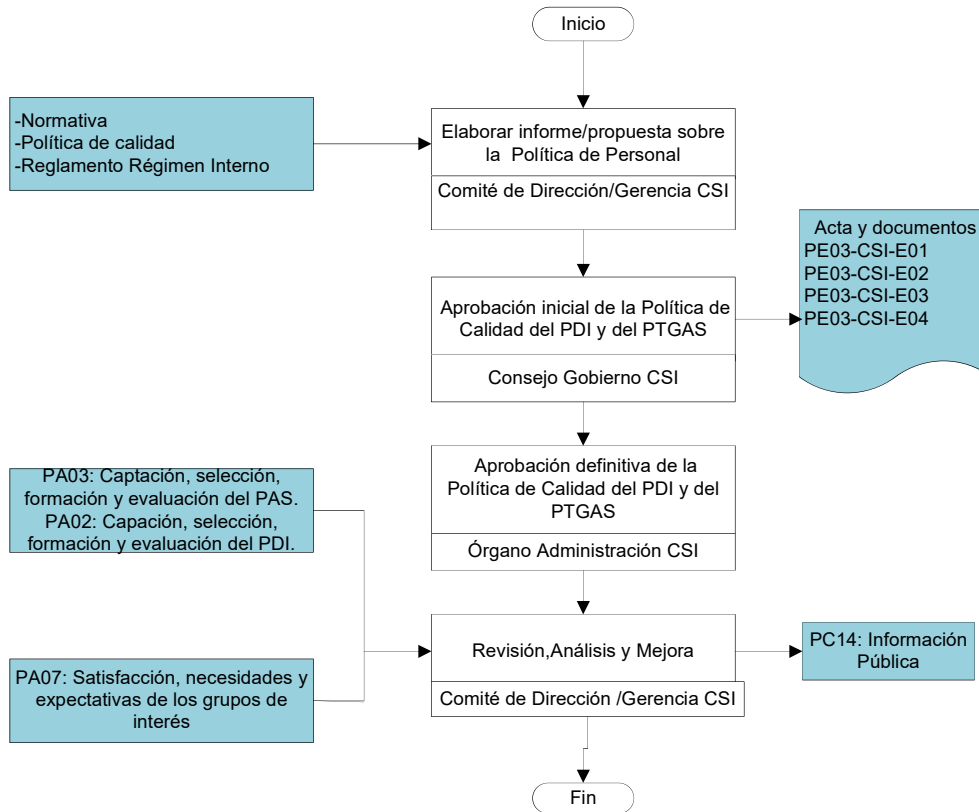 Inicio
-Normativa
-Política de calidad
-Reglamento Régimen Interno
Elaborar informe/propuesta sobre
la Política de Personal
Comité de Dirección/Gerencia CSI
Acta y documentos
PE03-CSI-E01
PE03-CSI-E02
PE03-CSI-E03
PE03-CSI-E04
Aprobación inicial de la Política de
Calidad del PDI y del PTGAS
Consejo Gobierno CSI
Aprobación definitiva de la
Política de Calidad del PDI y del
PTGAS
Órgano Administración CSI
PA03: Captación, selección,
formación y evaluación del PAS.
PA02: Capación, selección,
formación y evaluación del PDI.
Revisión,Análisis y Mejora
Comité de Dirección /Gerencia CSI
PC14: Información
Pública
PA07: Satisfacción, necesidades y
expectativas de los grupos de
interés
Fin